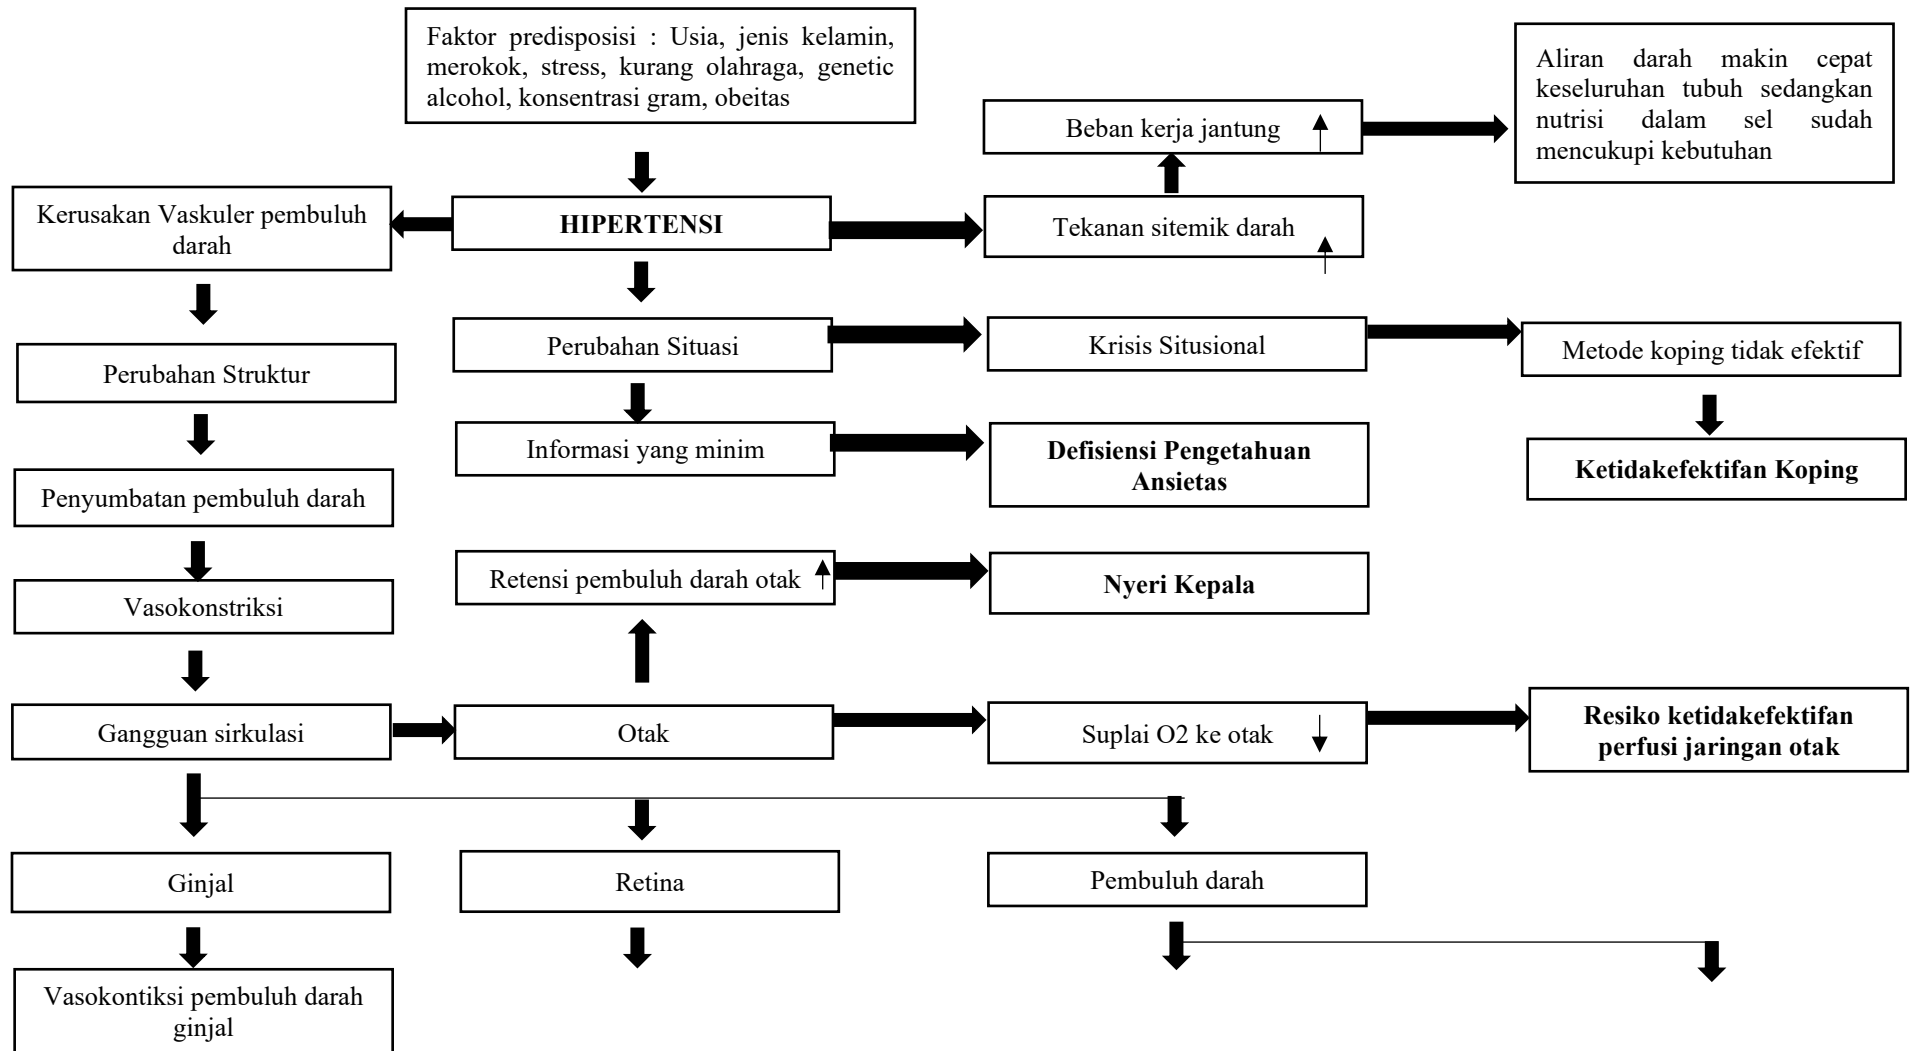 Faktor predisposisi : Usia, jenis kelamin,
merokok, stress, kurang olahraga, genetic
alcohol, konsentrasi gram, obeitas
Aliran darah makin cepat
keseluruhan tubuh sedangkan
nutrisi dalam sel sudah
mencukupi kebutuhan
Beban kerja jantung
Kerusakan Vaskuler pembuluh
darah
HIPERTENSI
Tekanan sitemik darah
Perubahan Struktur
Perubahan Situasi
Krisis Situsional
Metode koping tidak efektif
Informasi yang minim
Defisiensi Pengetahuan
Ansietas
Ketidakefektifan Koping
Penyumbatan pembuluh darah
Retensi pembuluh darah otak
Nyeri Kepala
Vasokonstriksi
Gangguan sirkulasi
Otak
Suplai O2 ke otak
Resiko ketidakefektifan
perfusi jaringan otak
Ginjal
Retina
Pembuluh darah
Vasokontiksi pembuluh darah
ginjal